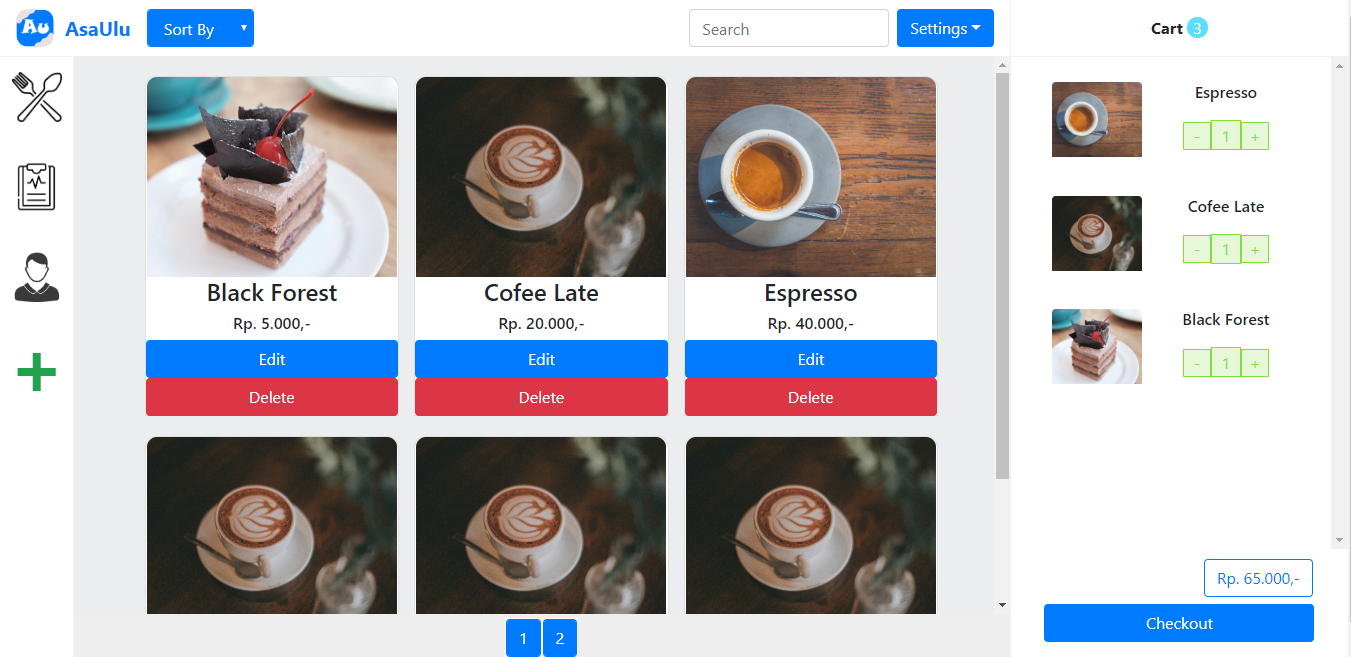 Au AsaUlu Sort By Search Settings Cart 3
Black Forest
Rp. 5.000,-
Edit
Delete
Cofee Late
Rp. 20.000,-
Edit
Delete
Espresso
Rp. 40.000,-
Edit
Delete
1 2
Espresso
- 1 +
Cofee Late
- 1 +
Black Forest
- 1 +
Rp. 65.000,-
Checkout